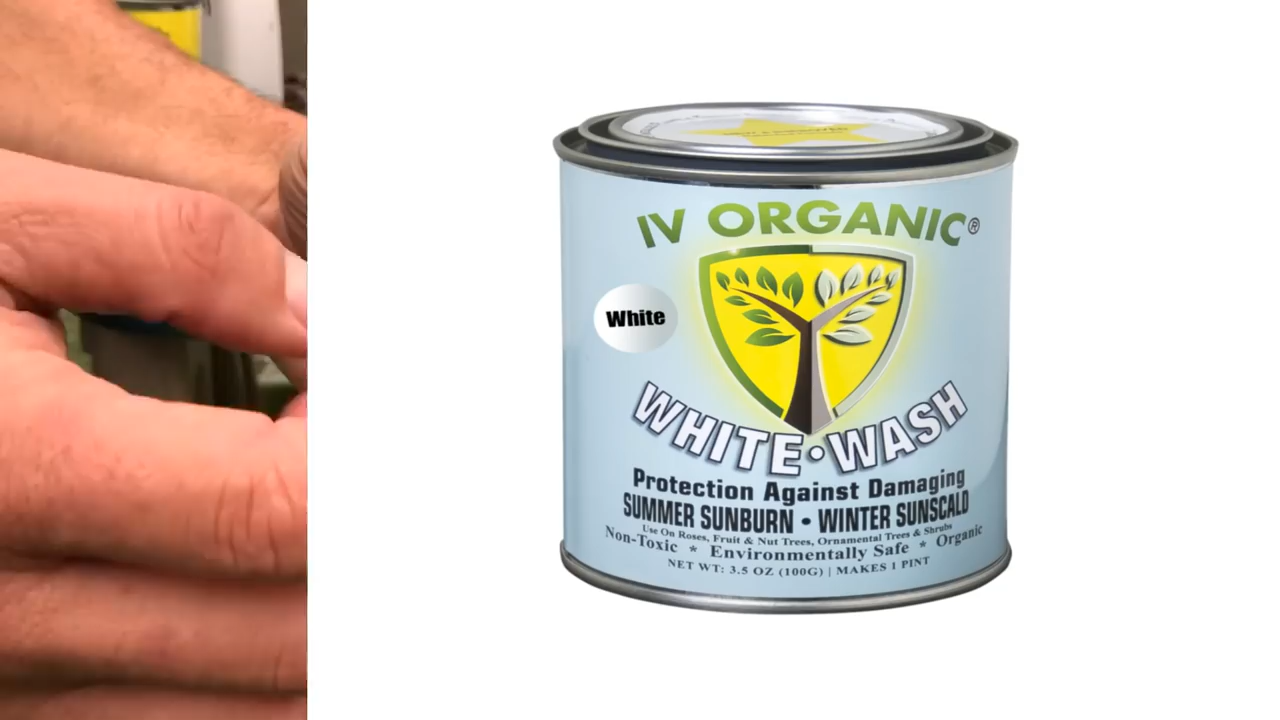 IV ORGANIC®
White
WHITE • WASH
Protection Against Damaging
SUMMER SUNBURN • WINTER SUNSCALD
Use On Roses, Fruit & Nut Trees, Ornamental Trees & Shrubs
Non-Toxic * Environmentally Safe * Organic
NET WT: 3.5 OZ (100G) | MAKES 1 PINT